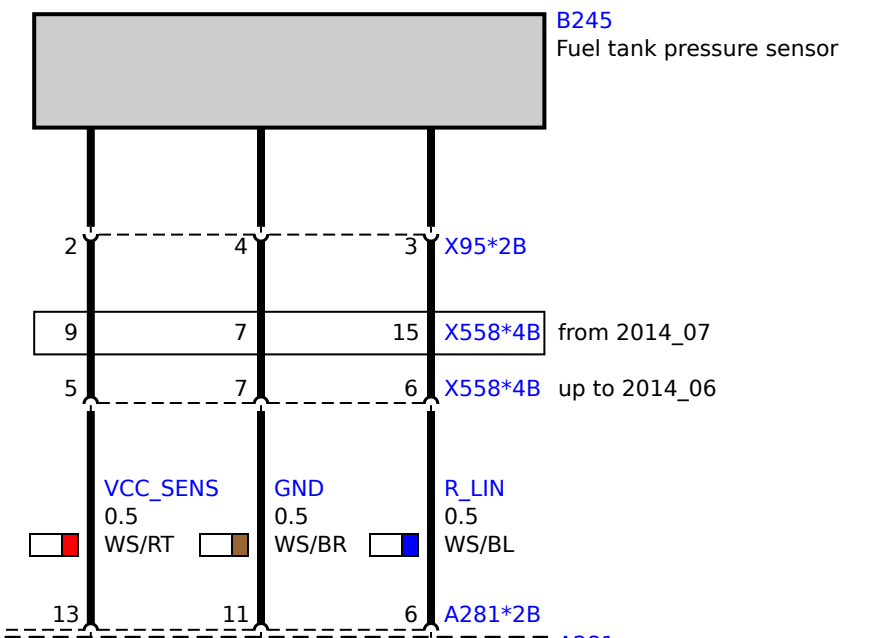 B245
Fuel tank pressure sensor
2 4 3 X95*2B
9 7 15 X558*4B from 2014_07
5 7 6 X558*4B up to 2014_06
VCC_SENS GND R_LIN
0.5 0.5 0.5
WS/RT WS/BR WS/BL
13 11 6 A281*2B